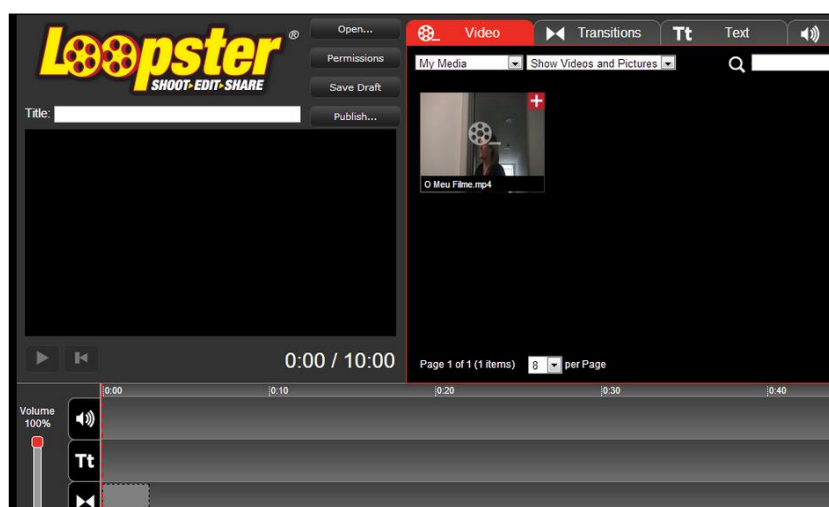 Loopster®
SHOOT•EDIT•SHARE
Open...
Permissions
Save Draft
Publish...
Title:
0:00 / 10:00
Video
Transitions
Tt
Text
My Media
Show Videos and Pictures
O Meu Filme.mp4
Page 1 of 1 (1 items)
8
per Page
0:00
0:10
0:20
0:30
0:40
Volume
100%
Tt